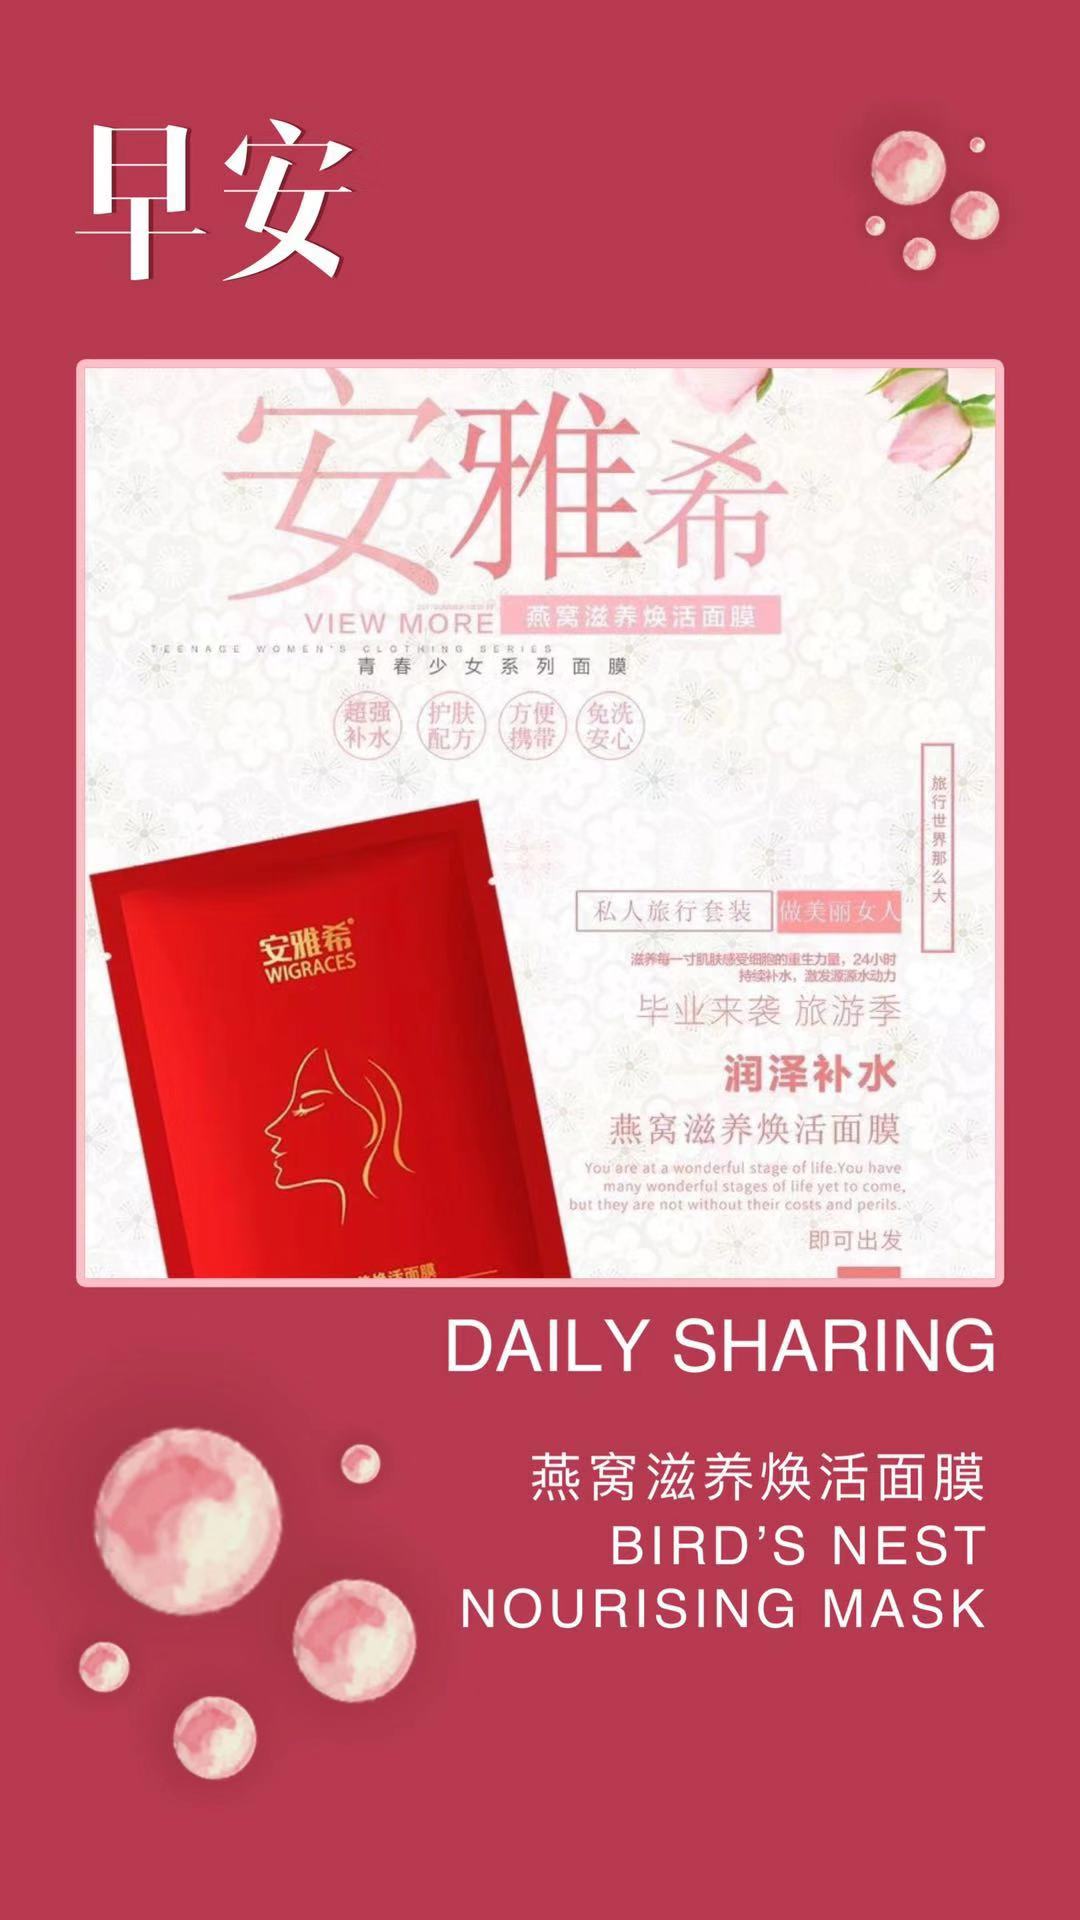 早安
安雅希
VIEW MORE
燕窝滋养焕活面膜
TEENAGE WOMEN'S CLOTHING SERIES
青春少女系列面膜
超强补水
护肤配方
方便携带
免洗安心
旅行世界那么大
安雅希®
WIGRACES
私人旅行套装
做美丽女人
滋养每一寸肌肤感受细胞的重生力量，24小时
持续补水，激发源源水动力
毕业来袭 旅游季
润泽补水
燕窝滋养焕活面膜
You are at a wonderful stage of life.You have
many wonderful stages of life yet to come,
but they are not without their costs and perils.
即可出发
焕活面膜
DAILY SHARING
燕窝滋养焕活面膜
BIRD’S NEST
NOURISING MASK